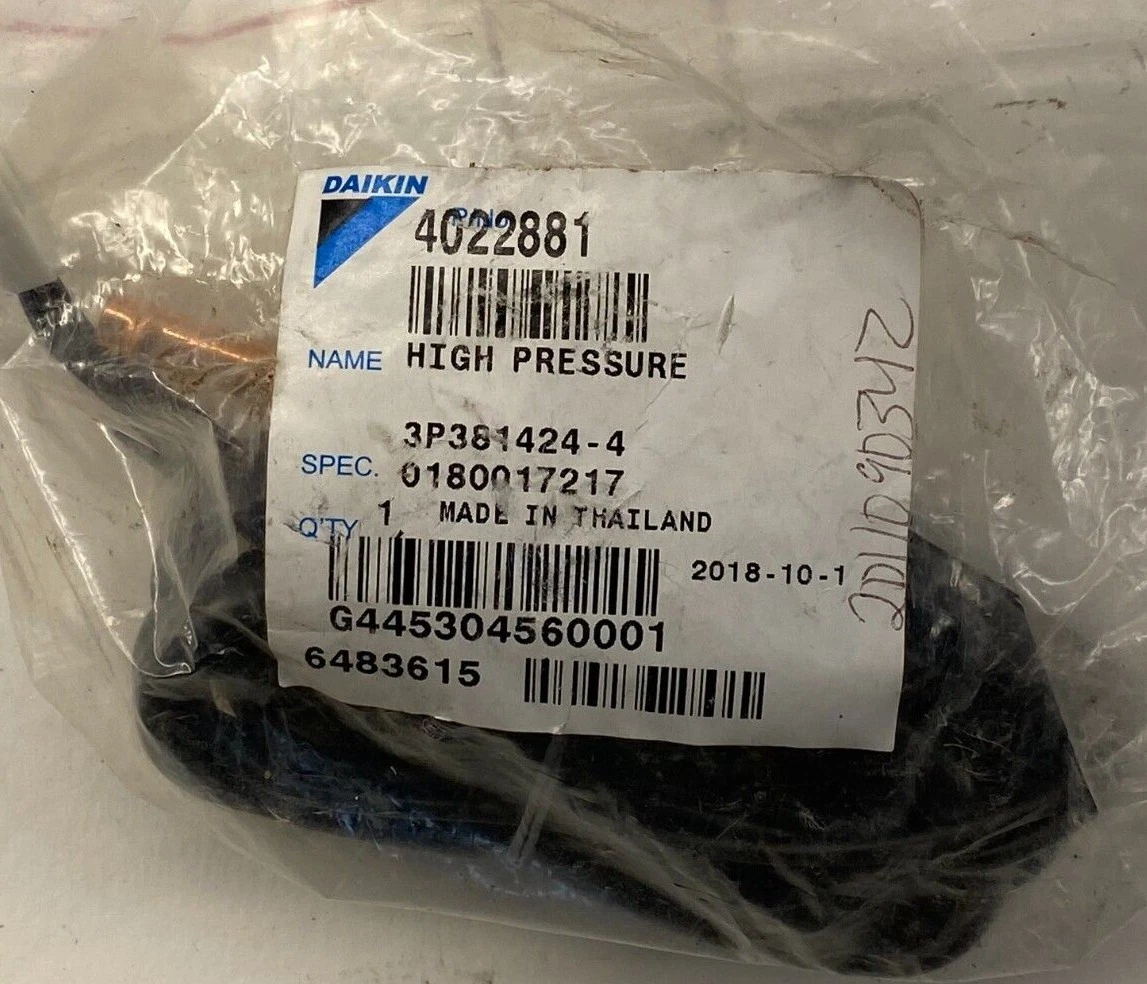 DAIKIN
P/No
4022881
NAME HIGH PRESSURE
3P381424-4
SPEC. 0180017217
Q'TY 1 MADE IN THAILAND
2018-10-1
G445304560001
6483615